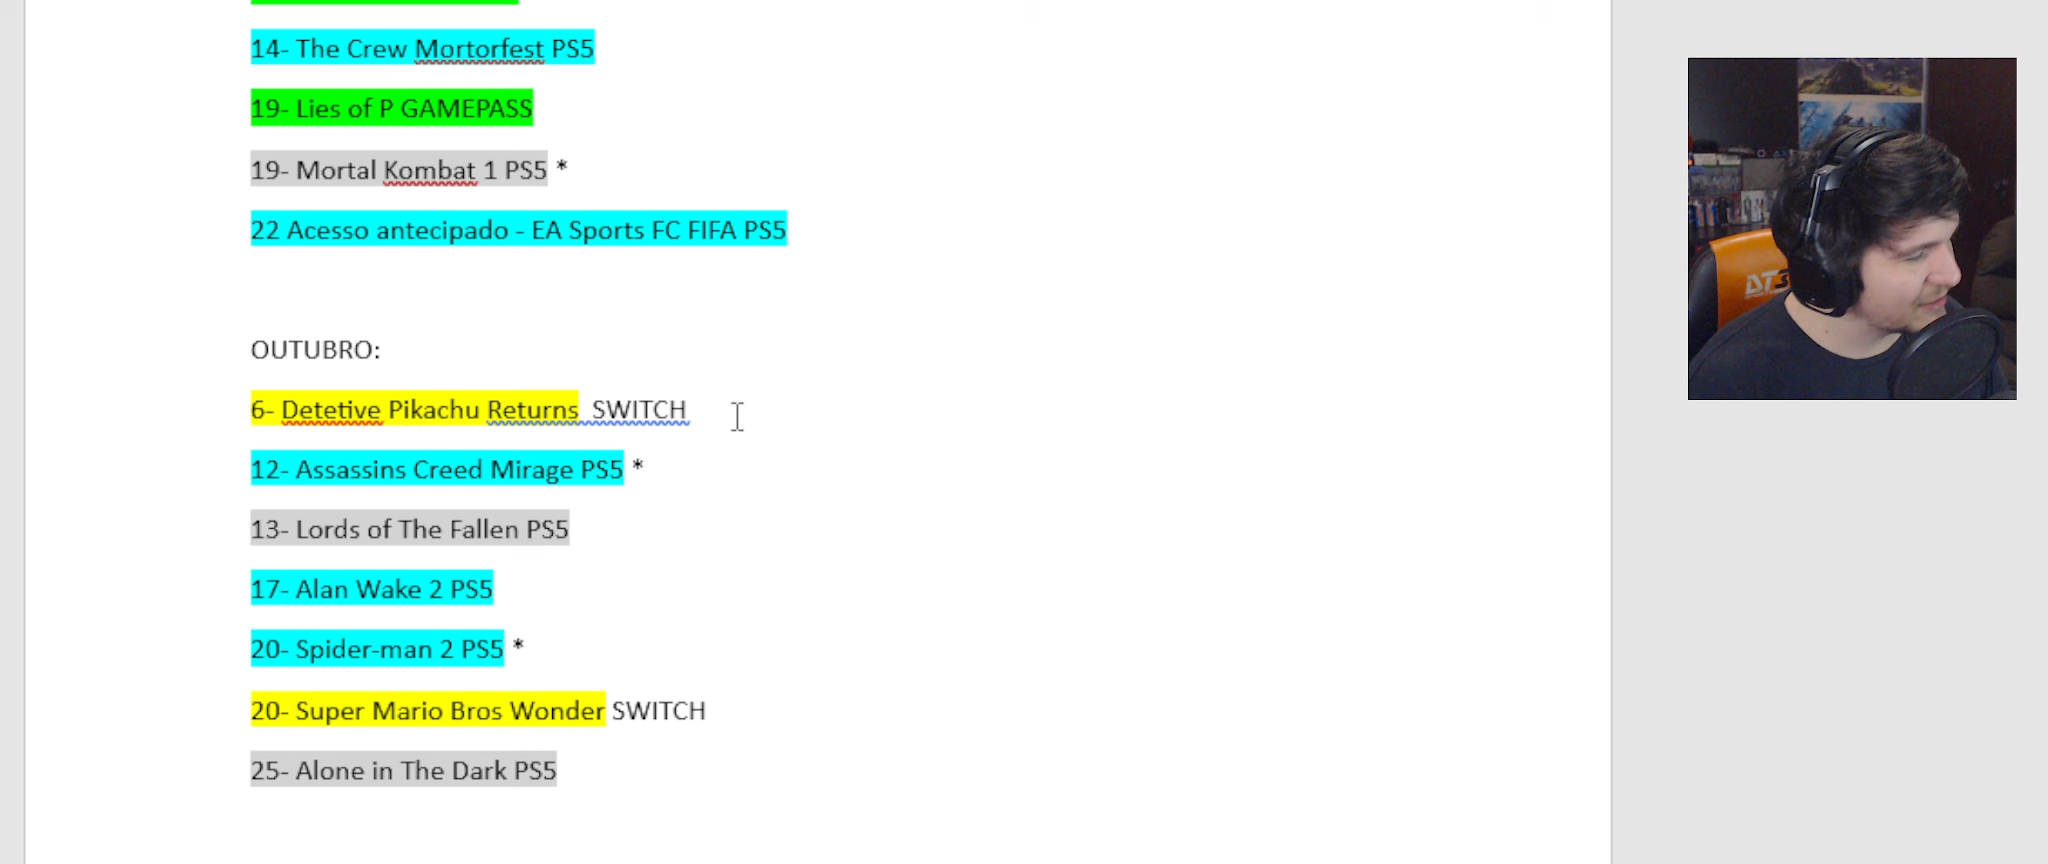 14- The Crew Mortorfest PS5
19- Lies of P GAMEPASS
19- Mortal Kombat 1 PS5 *
22 Acesso antecipado - EA Sports FC FIFA PS5
OUTUBRO:
6- Detetive Pikachu Returns  SWITCH
12- Assassins Creed Mirage PS5 *
13- Lords of The Fallen PS5
17- Alan Wake 2 PS5
20- Spider-man 2 PS5 *
20- Super Mario Bros Wonder SWITCH
25- Alone in The Dark PS5
DT3